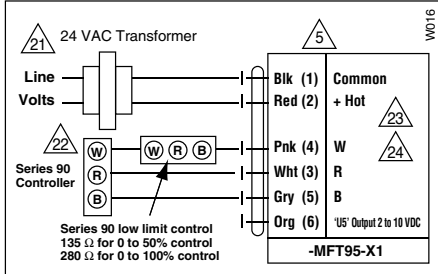 W016
21 24 VAC Transformer
5
Line
Volts
Blk (1) Common
Red (2) + Hot
23
22
W
W R B
Pnk (4) W
24
Series 90
Controller
R
Wht (3) R
B
Gry (5) B
Org (6) 'U5' Output 2 to 10 VDC
Series 90 low limit control
135 Ω for 0 to 50% control
280 Ω for 0 to 100% control
-MFT95-X1